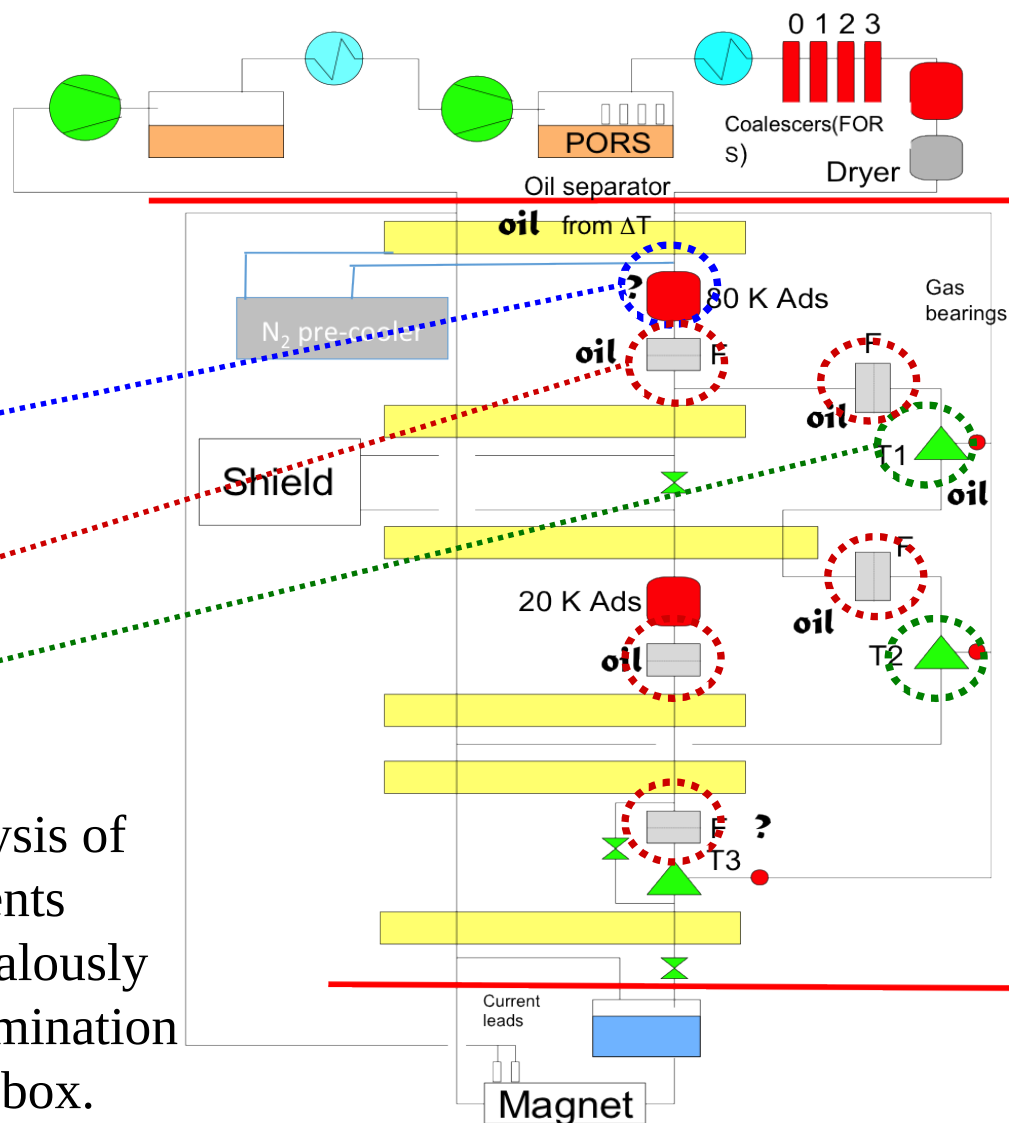 0 1 2 3
PORS
Coalescers(FOR
S)
Dryer
Oil separator
oil from ΔT
? 80 K Ads
Gas
bearings
N2 pre-cooler
oil F
F
oil
T1
Shield
oil
F
20 K Ads
oil
oil
T2
F ?
T3
ysis of
ents
alously
mination
box.
Current
leads
Magnet